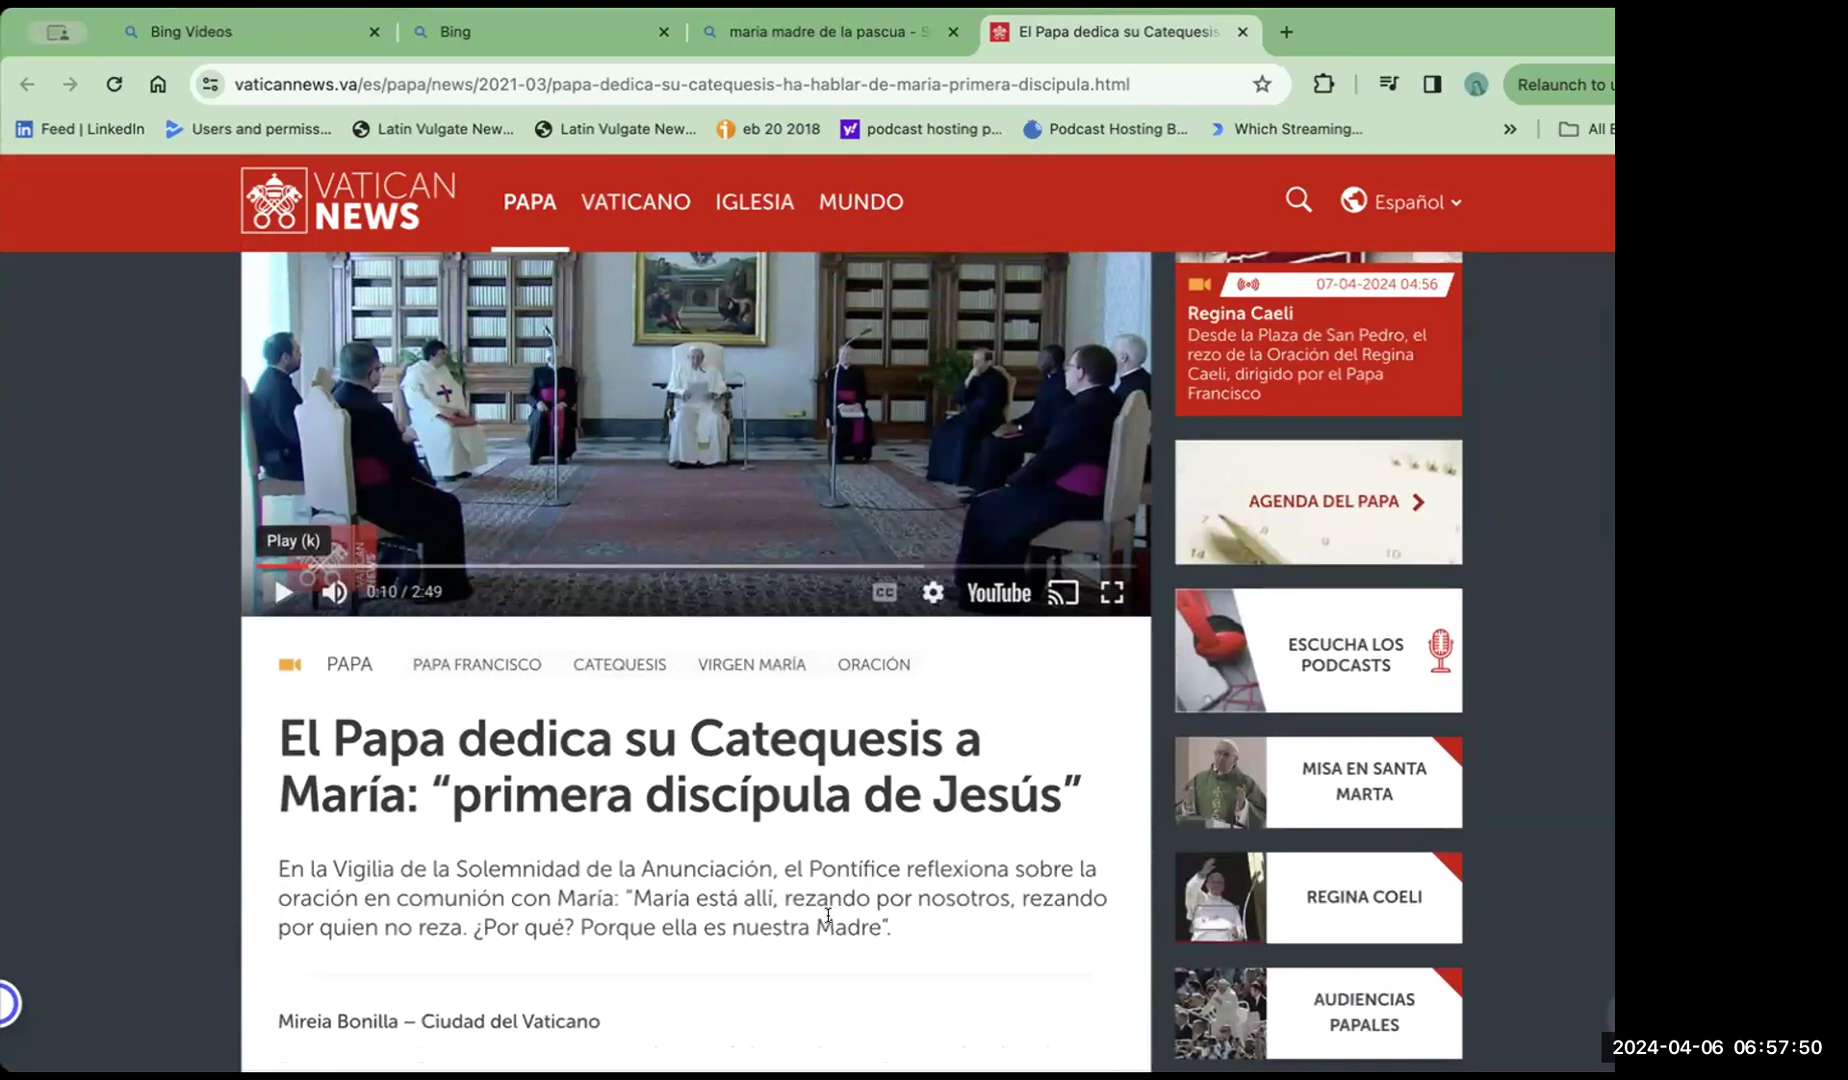 Bing Videos
Bing
maria madre de la pascua -
El Papa dedica su Catequesis
vaticannews.va/es/papa/news/2021-03/papa-dedica-su-catequesis-ha-hablar-de-maria-primera-discipula.html
Relaunch to
Feed | LinkedIn
Users and permiss...
Latin Vulgate New...
Latin Vulgate New...
eb 20 2018
podcast hosting p...
Podcast Hosting B...
Which Streaming...
All
VATICAN
NEWS
PAPA
VATICANO
IGLESIA
MUNDO
Español
Play (k)
0:10 / 2:49
CC
YouTube
PAPA
PAPA FRANCISCO
CATEQUESIS
VIRGEN MARÍA
ORACIÓN
El Papa dedica su Catequesis a
María: “primera discípula de Jesús”
En la Vigilia de la Solemnidad de la Anunciación, el Pontífice reflexiona sobre la
oración en comunión con María: “María está allí, rezando por nosotros, rezando
por quien no reza. ¿Por qué? Porque ella es nuestra Madre”.
Mireia Bonilla – Ciudad del Vaticano
07-04-2024 04:56
Regina Caeli
Desde la Plaza de San Pedro, el
rezo de la Oración del Regina
Caeli, dirigido por el Papa
Francisco
AGENDA DEL PAPA
ESCUCHA LOS
PODCASTS
MISA EN SANTA
MARTA
REGINA COELI
AUDIENCIAS
PAPALES
2024-04-06 06:57:50